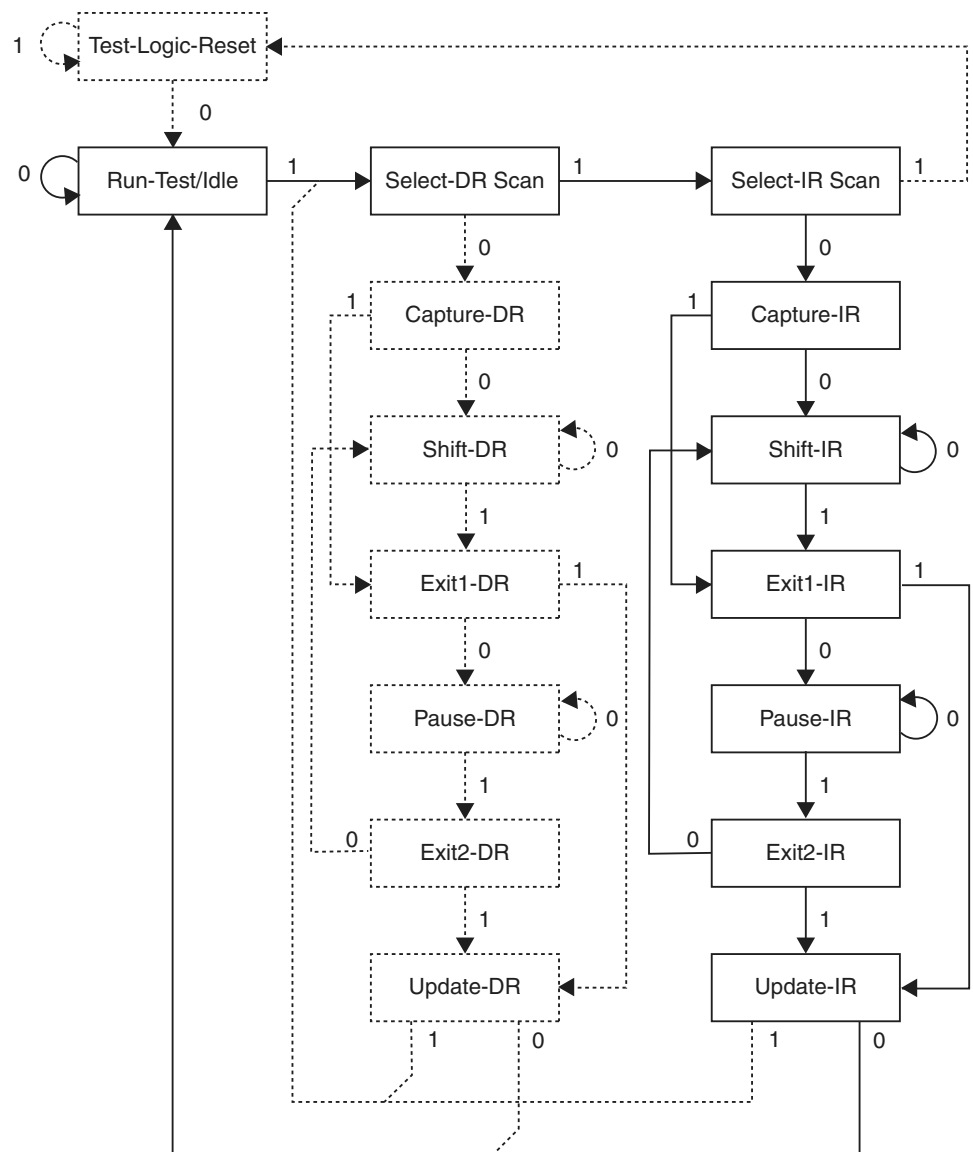 1 Test-Logic-Reset
0
0 Run-Test/Idle 1 Select-DR Scan 1 Select-IR Scan 1
0 0
1 Capture-DR 1 Capture-IR
0 0
Shift-DR 0 Shift-IR 0
1 1
Exit1-DR 1 Exit1-IR 1
0 0
Pause-DR 0 Pause-IR 0
1 1
0 Exit2-DR 0 Exit2-IR
1 1
Update-DR Update-IR
1 0 1 0